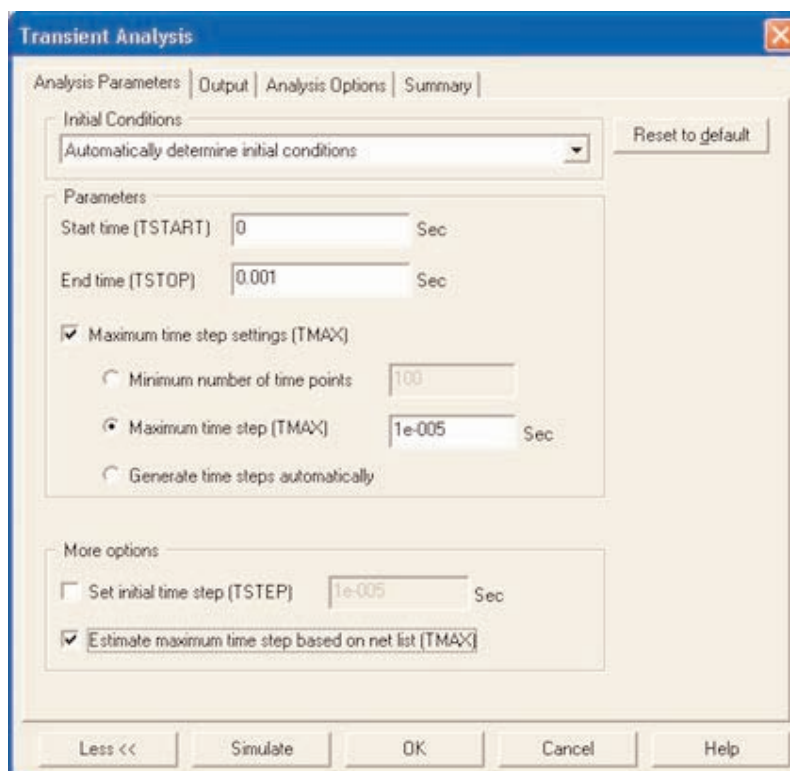 Transient Analysis
Analysis Parameters Output Analysis Options Summary
Initial Conditions
Automatically determine initial conditions
Reset to default
Parameters
Start time (TSTART) 0 Sec
End time (TSTOP) 0.001 Sec
Maximum time step settings (TMAX)
Minimum number of time points 100
Maximum time step (TMAX) 1e-005 Sec
Generate time steps automatically
More options
Set initial time step (TSTEP) 1e-005 Sec
Estimate maximum time step based on net list (TMAX)
Less << Simulate OK Cancel Help